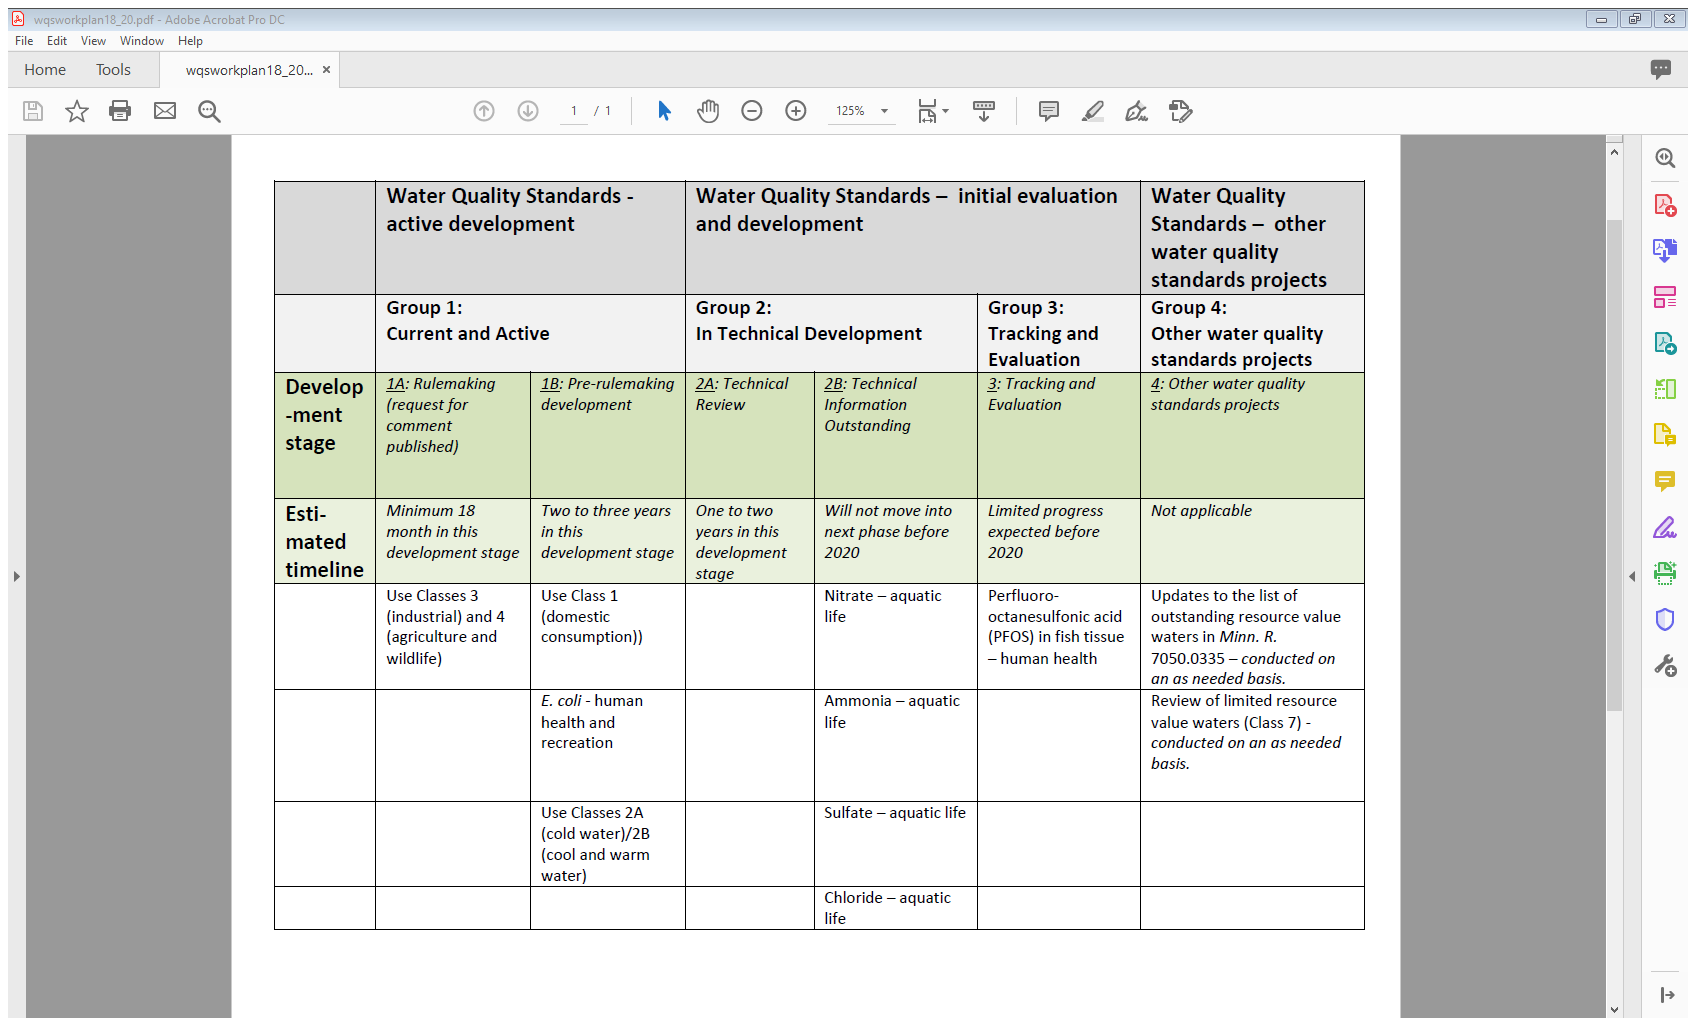 wqsworkplan18_20.pdf - Adobe Acrobat Pro DC
File Edit View Window Help
Home Tools wqsworkplan18_20... ×
1 / 1 125%
Water Quality Standards -
active development
Water Quality Standards – initial evaluation
and development
Water Quality
Standards – other
water quality
standards projects
Group 1:
Current and Active
Group 2:
In Technical Development
Group 3:
Tracking and
Evaluation
Group 4:
Other water quality
standards projects
Develop
-ment
stage
1A: Rulemaking
(request for
comment
published)
1B: Pre-rulemaking
development
2A: Technical
Review
2B: Technical
Information
Outstanding
3: Tracking and
Evaluation
4: Other water quality
standards projects
Esti-
mated
timeline
Minimum 18
month in this
development stage
Two to three years
in this
development stage
One to two
years in this
development
stage
Will not move into
next phase before
2020
Limited progress
expected before
2020
Not applicable
Use Classes 3
(industrial) and 4
(agriculture and
wildlife)
Use Class 1
(domestic
consumption))
Nitrate – aquatic
life
Perfluoro-
octanesulfonic acid
(PFOS) in fish tissue
– human health
Updates to the list of
outstanding resource value
waters in Minn. R.
7050.0335 – conducted on
an as needed basis.
E. coli - human
health and
recreation
Ammonia – aquatic
life
Review of limited resource
value waters (Class 7) -
conducted on an as needed
basis.
Use Classes 2A
(cold water)/2B
(cool and warm
water)
Sulfate – aquatic life
Chloride – aquatic
life